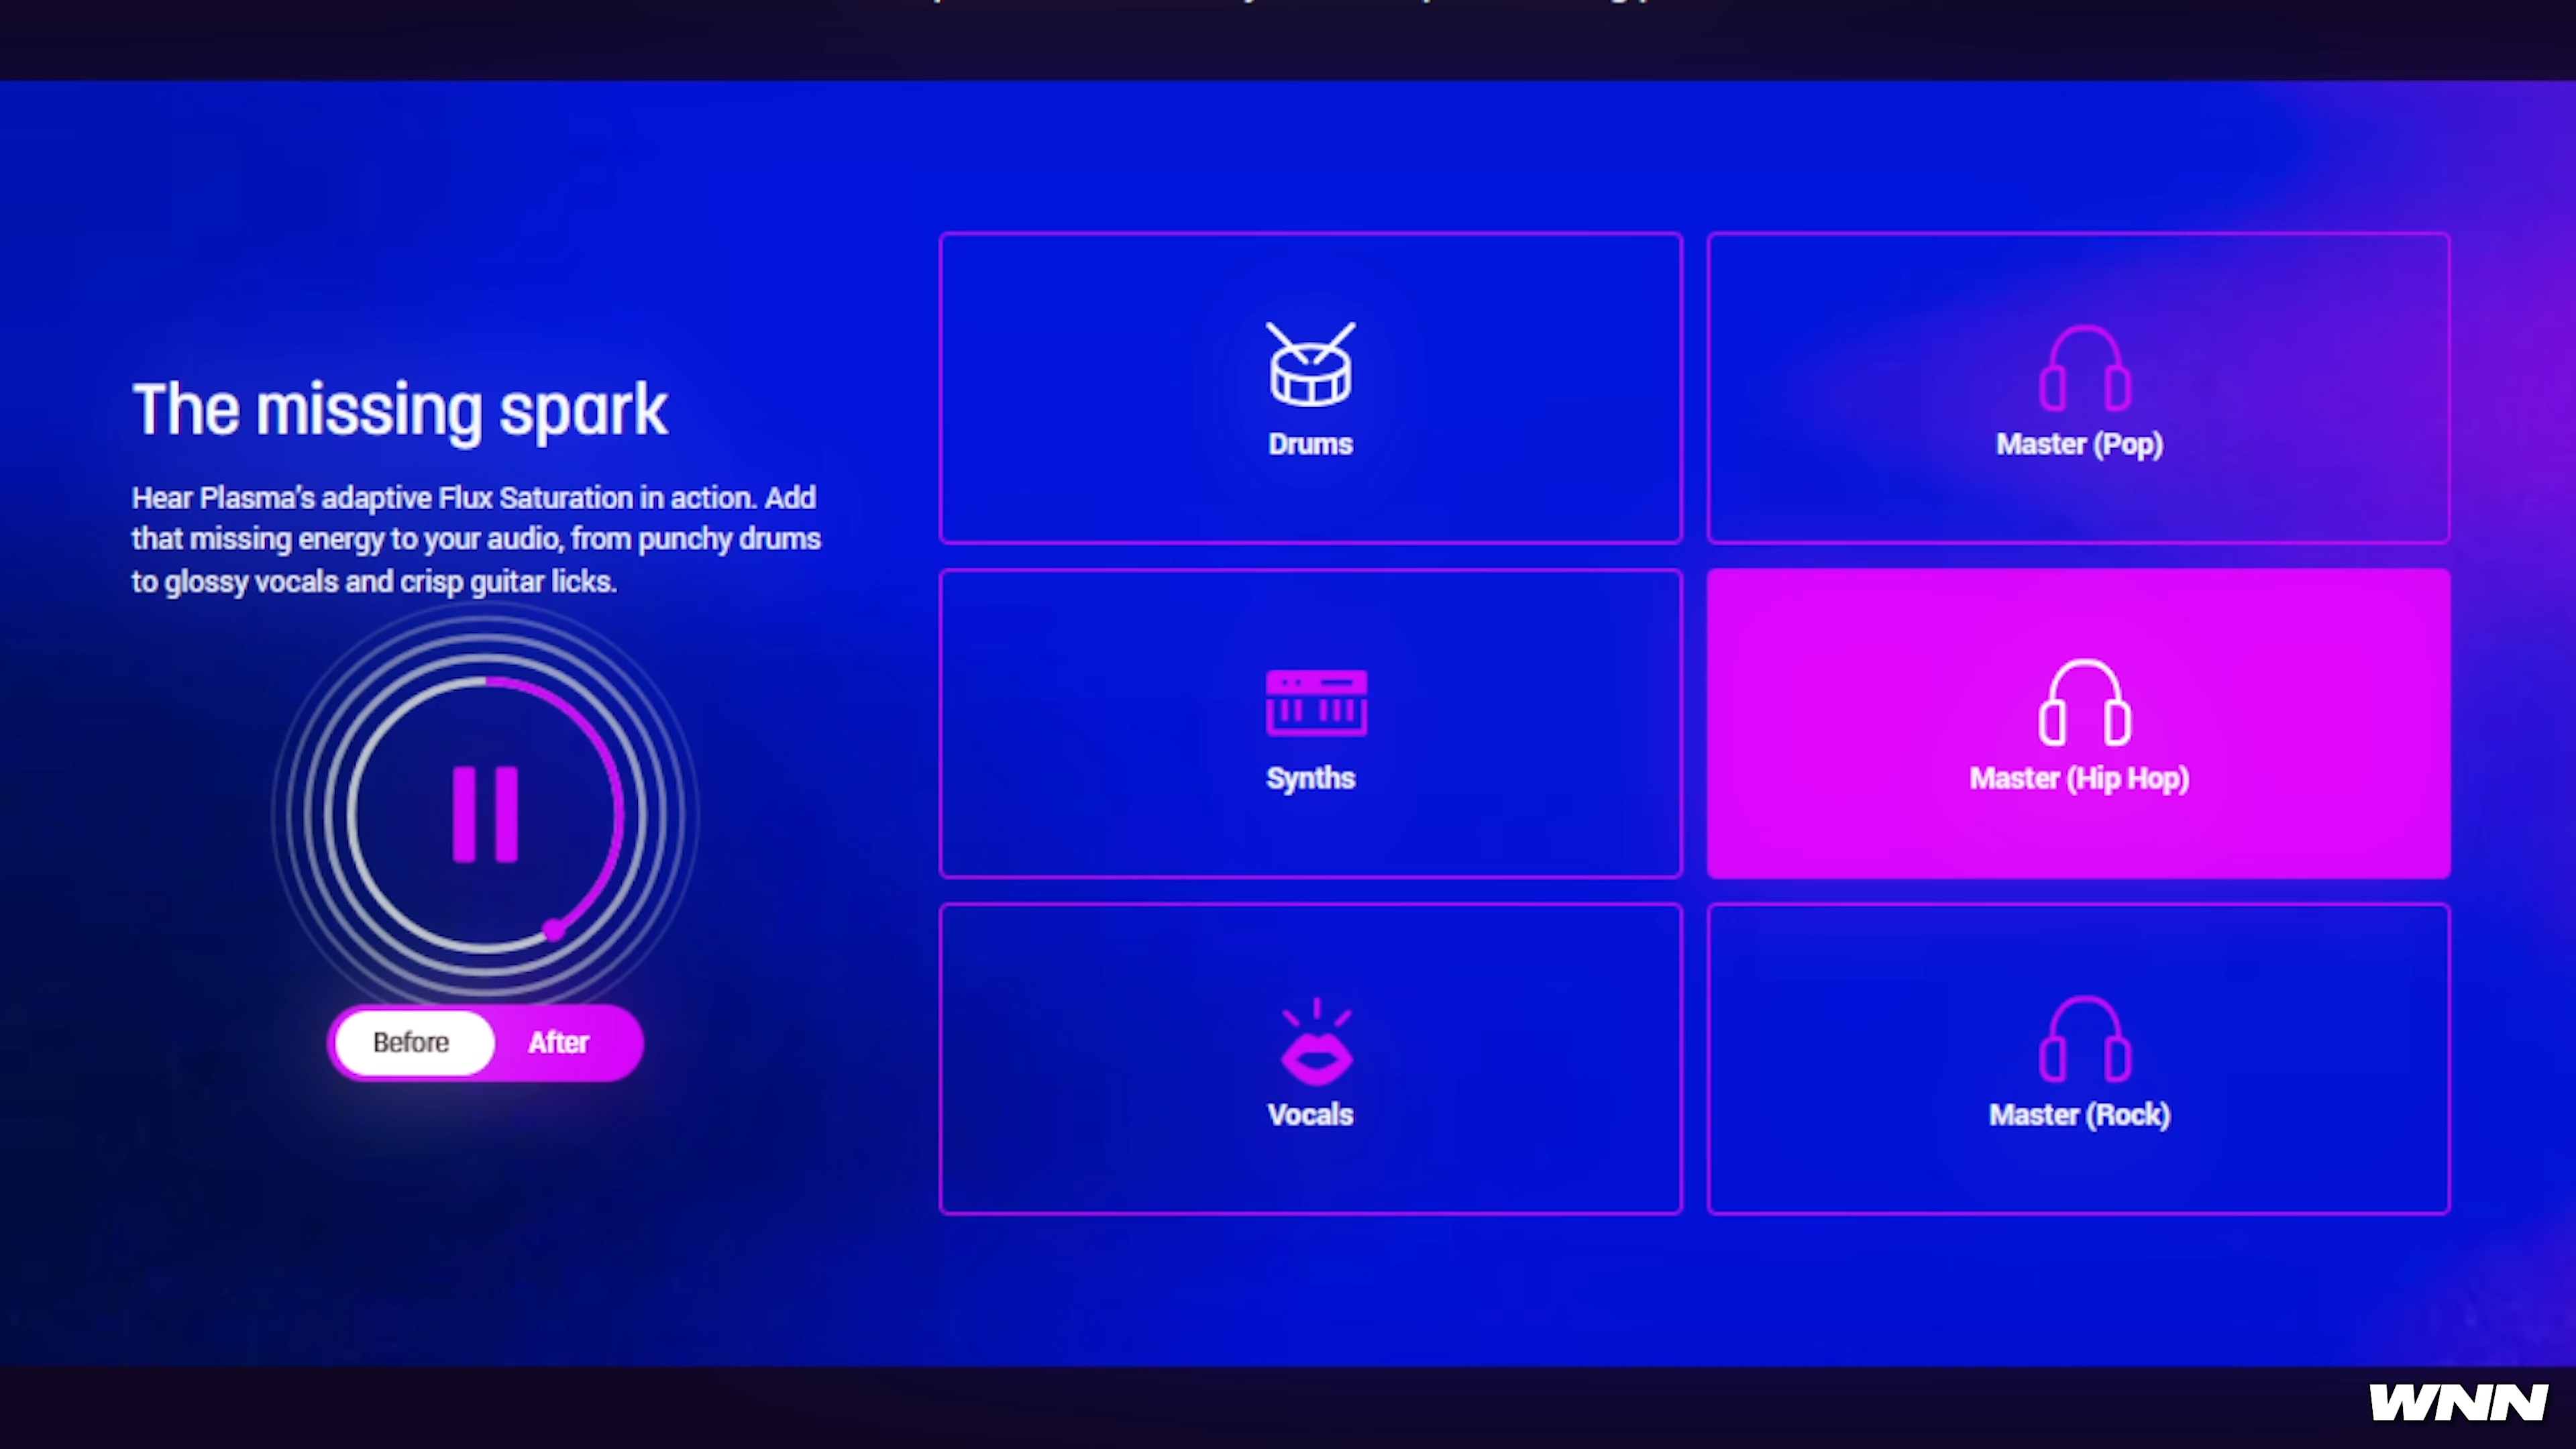 The missing spark
Hear Plasma's adaptive Flux Saturation in action. Add
that missing energy to your audio, from punchy drums
to glossy vocals and crisp guitar licks.
Before After
Drums
Master (Pop)
Synths
Master (Hip Hop)
Vocals
Master (Rock)
WNN